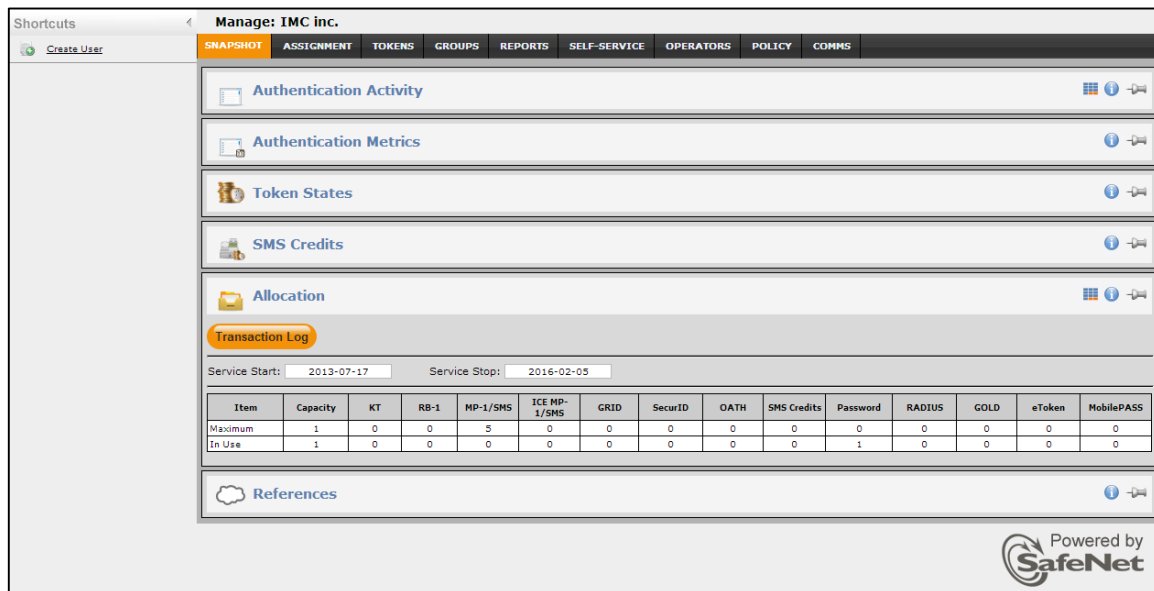 Shortcuts
Create User
Manage: IMC inc.
SNAPSHOT ASSIGNMENT TOKENS GROUPS REPORTS SELF-SERVICE OPERATORS POLICY COMMS
Authentication Activity
Authentication Metrics
Token States
SMS Credits
Allocation
Transaction Log
Service Start: 2013-07-17 Service Stop: 2016-02-05
Item Capacity KT RB-1 MP-1/SMS ICE MP-1/SMS GRID SecurID OATH SMS Credits Password RADIUS GOLD eToken MobilePASS
Maximum 1 0 0 5 0 0 0 0 0 0 0 0 0 0
In Use 1 0 0 0 0 0 0 0 0 1 0 0 0 0
References
Powered by
SafeNet